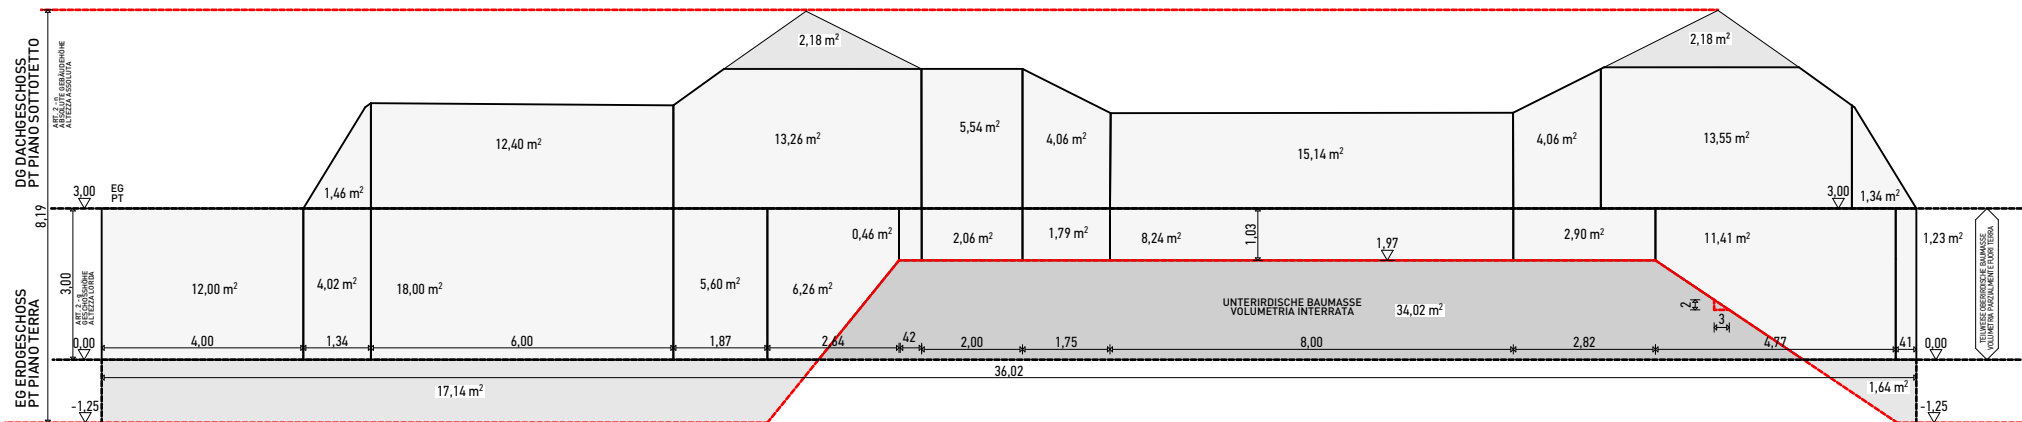 DG DACHGESCHOSS
PT PIANO SOTTOTETTO
ART. 2 - n
ABSOLUTE GEBÄUDEHÖHE
ALTEZZA ASSOLUTA
2,18 m²
2,18 m²
12,40 m²
13,26 m²
5,54 m²
4,06 m²
15,14 m²
4,06 m²
13,55 m²
1,46 m²
1,34 m²
3,00
EG
PT
3,00
8,19
EG ERDGESCHOSS
PT PIANO TERRA
3,00
ART. 2 - g
GESCHOSSHÖHE
ALTEZZA LORDA
12,00 m²
4,02 m²
18,00 m²
5,60 m²
6,26 m²
0,46 m²
2,06 m²
1,79 m²
8,24 m²
1,03
1,97
2,90 m²
11,41 m²
1,23 m²
TEILWEISE OBERIRDISCHE BAUMASSE
VOLUMETRIA PARZIALMENTE FUORI TERRA
UNTERIRDISCHE BAUMASSE
VOLUMETRIA INTERRATA
34,02 m²
2
3
0,00
4,00
1,34
6,00
1,87
2,64
42
2,00
1,75
8,00
2,82
4,77
41
0,00
36,02
17,14 m²
1,64 m²
-1,25
-1,25